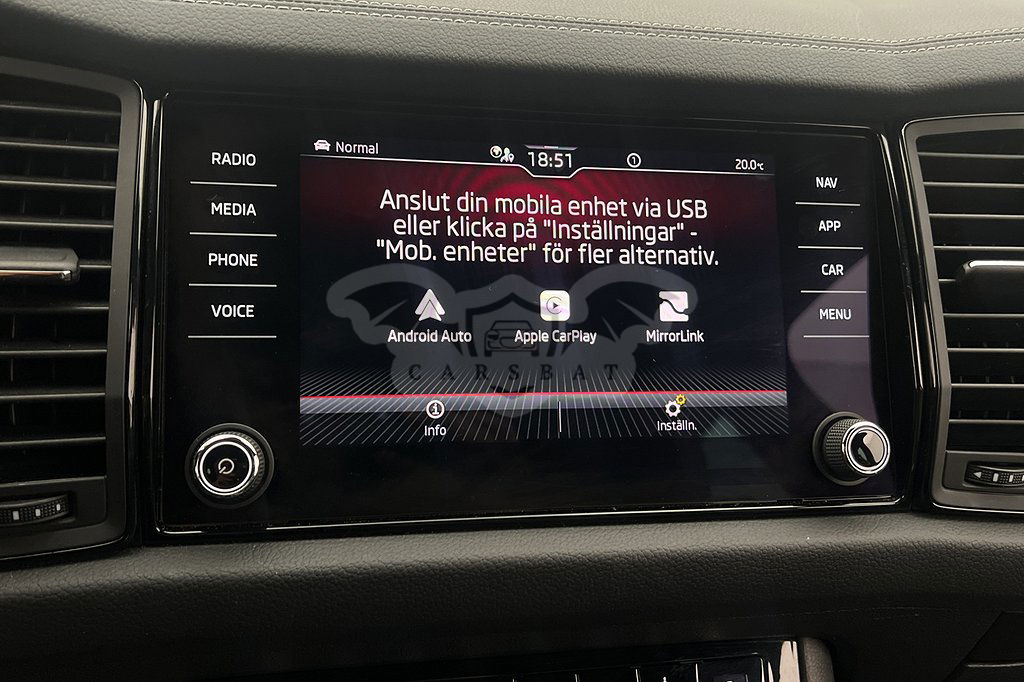 RADIO
MEDIA
PHONE
VOICE
Normal
18:51
1
20.0°C
Anslut din mobila enhet via USB
eller klicka på "Inställningar" -
"Mob. enheter" för fler alternativ.
Android Auto
Apple CarPlay
MirrorLink
CARSBAT
Info
Inställn.
NAV
APP
CAR
MENU